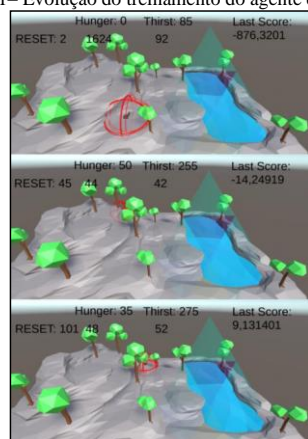 – Evolução do treinamento do agente
Hunger: 0 Thirst: 85 Last Score:
RESET: 2 1624 92 -876,3201
Hunger: 50 Thirst: 255 Last Score:
RESET: 45 44 42 -14,24919
Hunger: 35 Thirst: 275 Last Score:
RESET: 101 48 52 9,131401